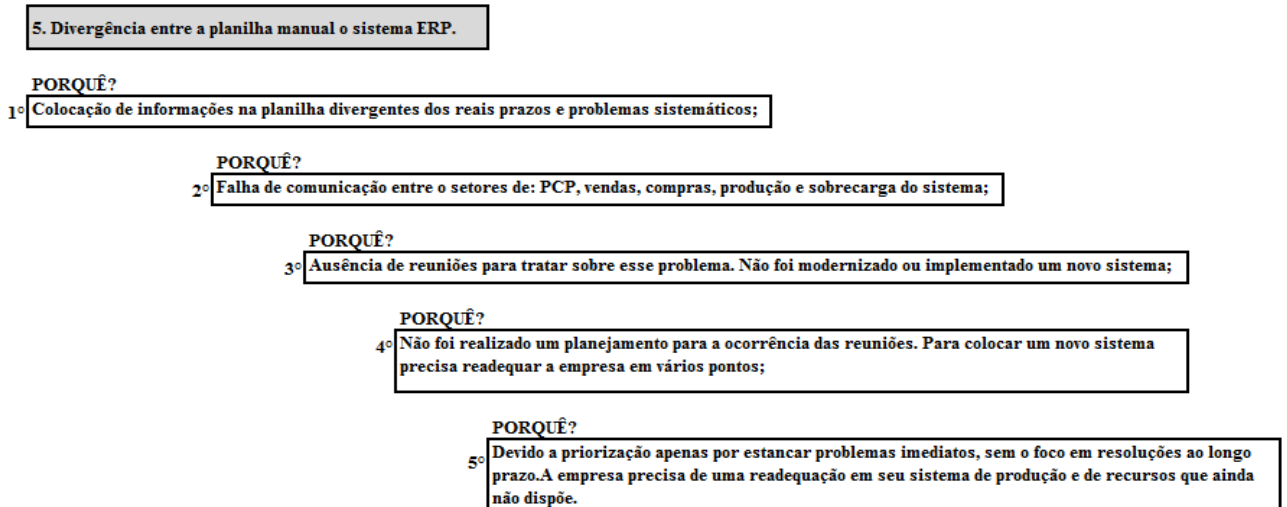 5. Divergência entre a planilha manual o sistema ERP.
PORQUÊ?
1º Colocação de informações na planilha divergentes dos reais prazos e problemas sistemáticos;
PORQUÊ?
2º Falha de comunicação entre o setores de: PCP, vendas, compras, produção e sobrecarga do sistema;
PORQUÊ?
3º Ausência de reuniões para tratar sobre esse problema. Não foi modernizado ou implementado um novo sistema;
PORQUÊ?
4º Não foi realizado um planejamento para a ocorrência das reuniões. Para colocar um novo sistema
precisa readequar a empresa em vários pontos;
PORQUÊ?
5º Devido a priorização apenas por estancar problemas imediatos, sem o foco em resoluções ao longo
prazo.A empresa precisa de uma readequação em seu sistema de produção e de recursos que ainda
não dispõe.